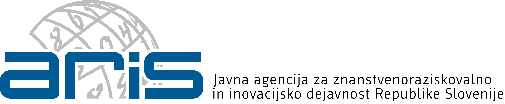 aris
Javna agencija za znanstvenoraziskovalno
in inovacijsko dejavnost Republike Slovenije